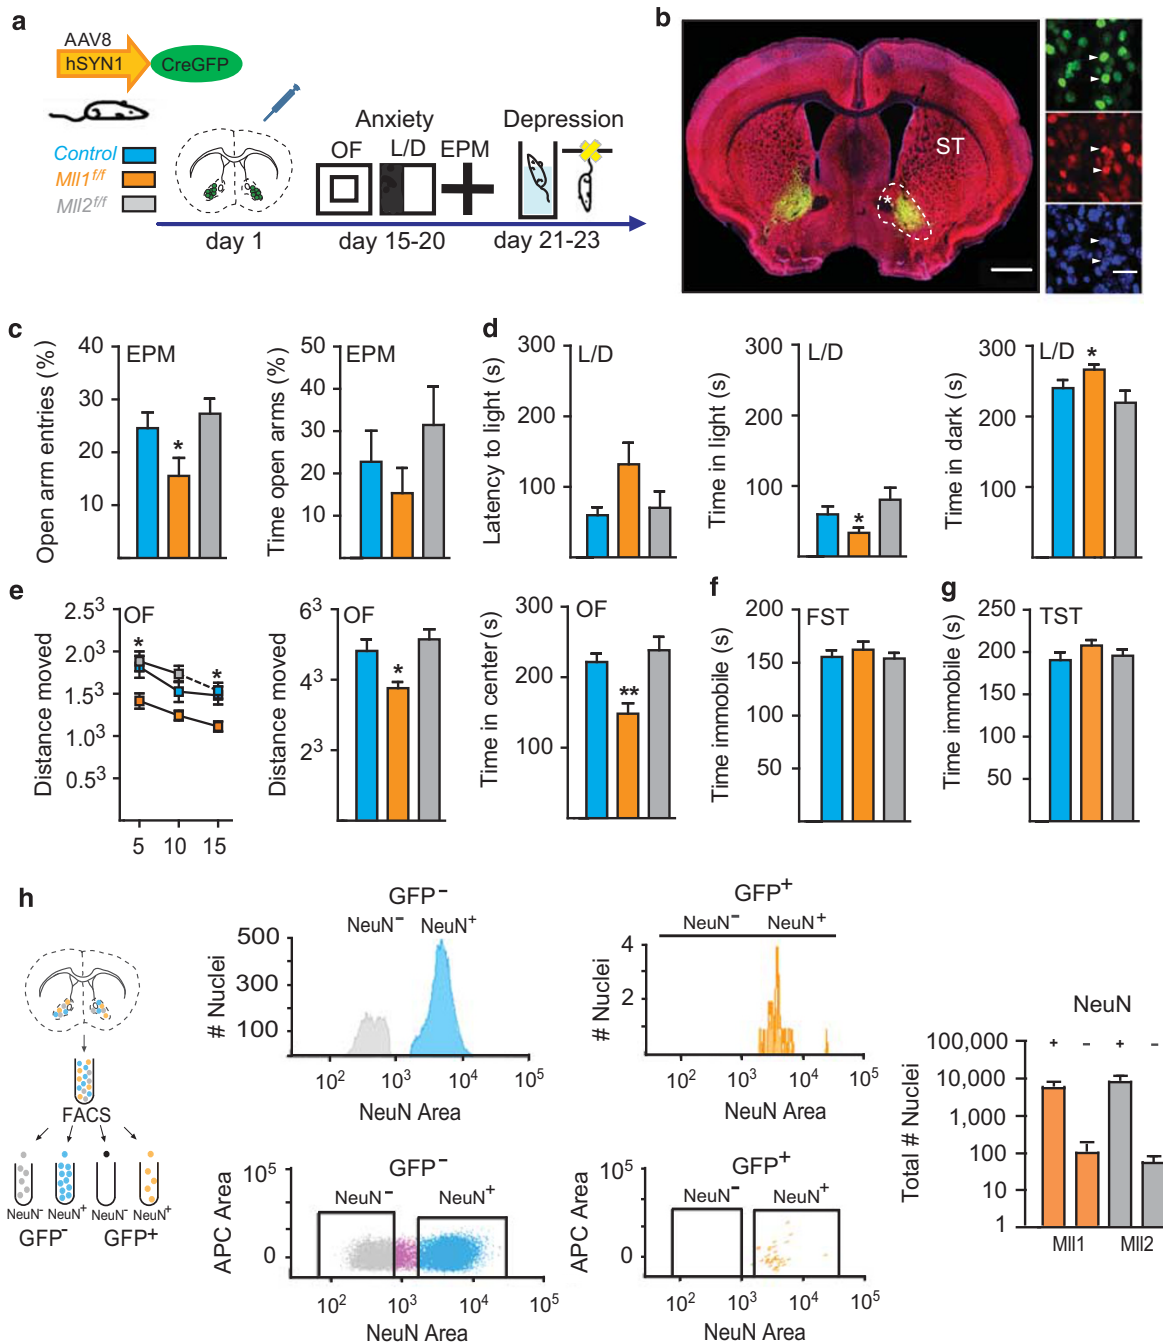 a
AAV8
hSYN1
CreGFP
Control
Mll1f/f
Mll2f/f
Anxiety
OF
L/D
EPM
Depression
day 1
day 15-20
day 21-23
b
ST
*
c
Open arm entries (%)
40
30
20
10
EPM
*
Time open arms (%)
50
40
30
20
10
EPM
d
Latency to light (s)
300
200
100
L/D
Time in light (s)
300
200
100
L/D
*
Time in dark (s)
300
200
100
L/D
*
e
Distance moved
2.5³
2.0³
1.5³
1.0³
0.5³
OF
*
*
5 10 15
Distance moved
6³
4³
2³
OF
*
Time in center (s)
300
200
100
OF
**
f
Time immobile (s)
200
150
100
50
FST
g
Time immobile (s)
250
200
150
100
50
TST
h
FACS
NeuN⁻ NeuN⁺ NeuN⁻ NeuN⁺
GFP⁻ GFP⁺
GFP⁻
NeuN⁻ NeuN⁺
# Nuclei
500
300
100
10² 10³ 10⁴ 10⁵
NeuN Area
GFP⁺
NeuN⁻ NeuN⁺
# Nuclei
4
2
10² 10³ 10⁴ 10⁵
NeuN Area
GFP⁻
NeuN⁻ NeuN⁺
APC Area
10⁵
0
10² 10³ 10⁴ 10⁵
NeuN Area
GFP⁺
NeuN⁻ NeuN⁺
APC Area
10⁵
0
10² 10³ 10⁴ 10⁵
NeuN Area
NeuN
+ - + -
Total # Nuclei
100,000
10,000
1,000
100
10
1
Mll1 Mll2